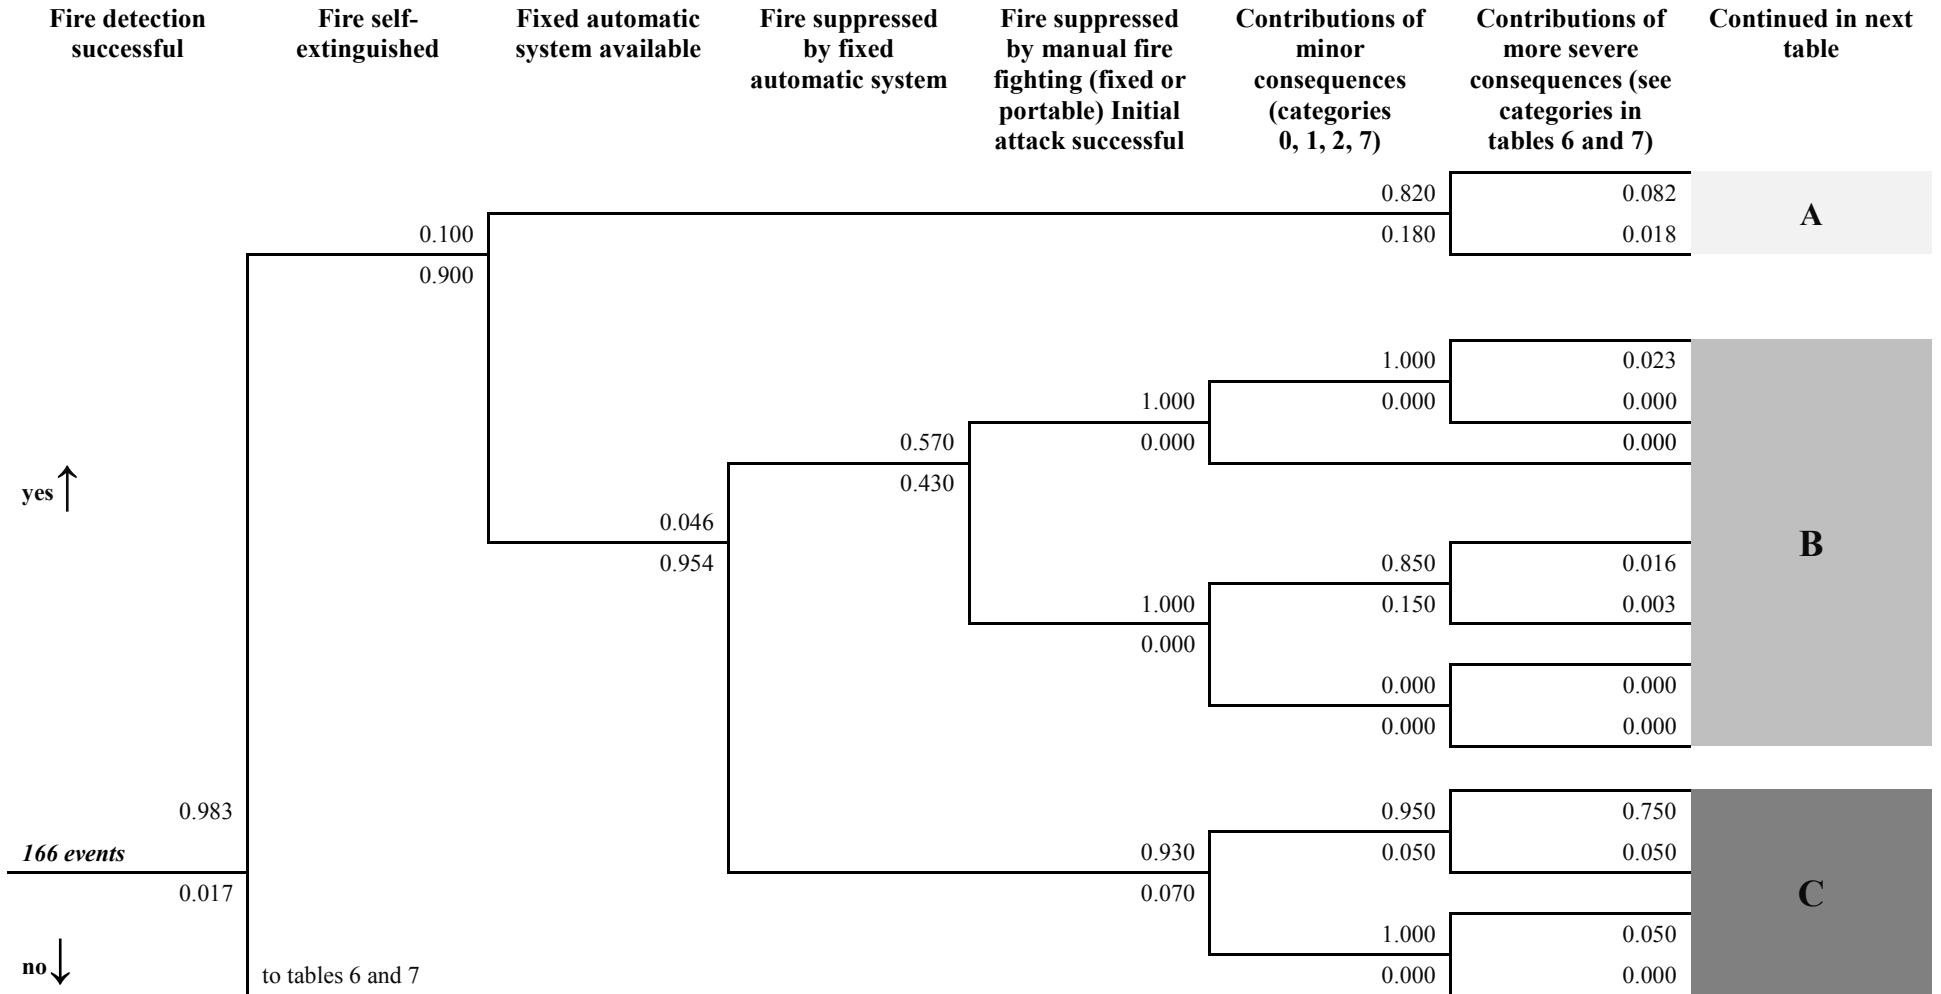 Fire detection
successful
Fire self-
extinguished
Fixed automatic
system available
Fire suppressed
by fixed
automatic system
Fire suppressed
by manual fire
fighting (fixed or
portable) Initial
attack successful
Contributions of
minor
consequences
(categories
0, 1, 2, 7)
Contributions of
more severe
consequences (see
categories in
tables 6 and 7)
Continued in next
table
0.820 0.082
A
0.100 0.180 0.018
0.900
1.000 0.023
1.000 0.000 0.000
0.570 0.000 0.000
yes ↑ 0.430
0.046
B
0.954 0.850 0.016
1.000 0.150 0.003
0.000
0.000 0.000
0.000 0.000
0.983 0.950 0.750
166 events 0.930 0.050 0.050
0.017 0.070
C
1.000 0.050
no ↓ to tables 6 and 7 0.000 0.000